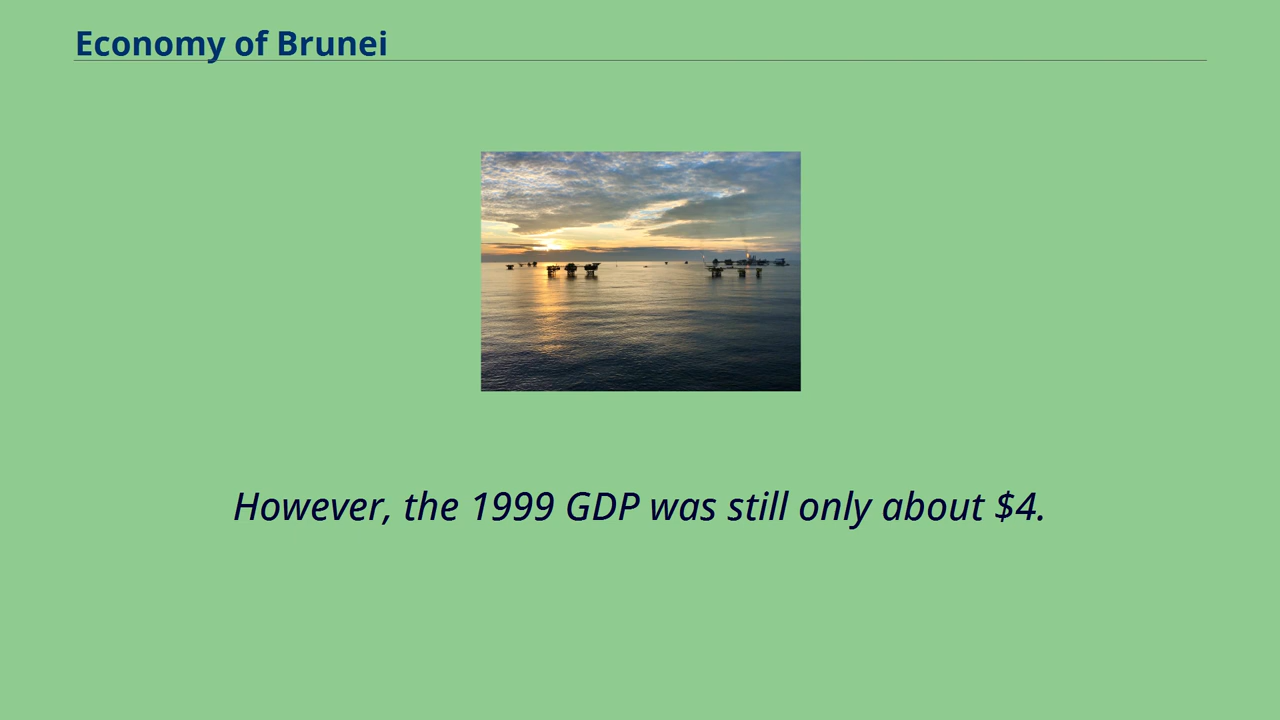 Economy of Brunei
However, the 1999 GDP was still only about $4.